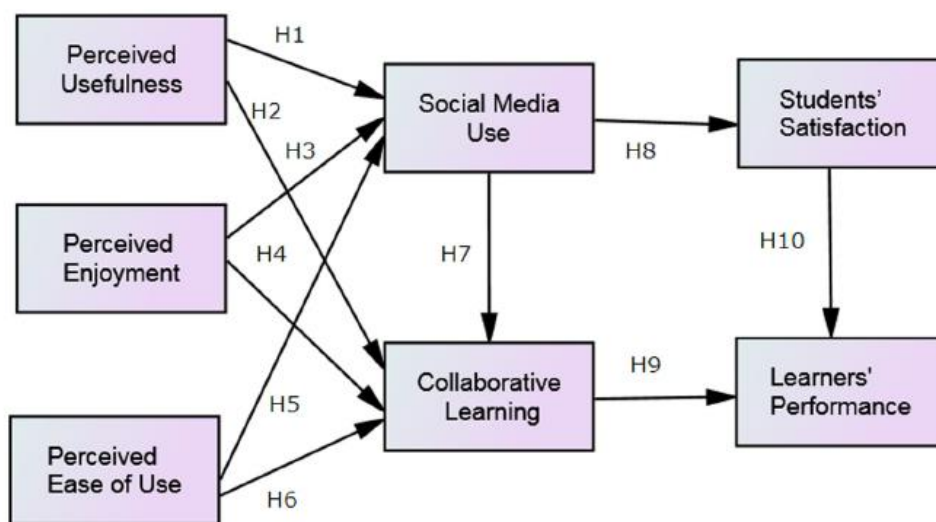 Perceived
Usefulness
H1
H2
H3
Social Media
Use
H8
Students'
Satisfaction
Perceived
Enjoyment
H4
H7
H10
Perceived
Ease of Use
H5
H6
Collaborative
Learning
H9
Learners'
Performance